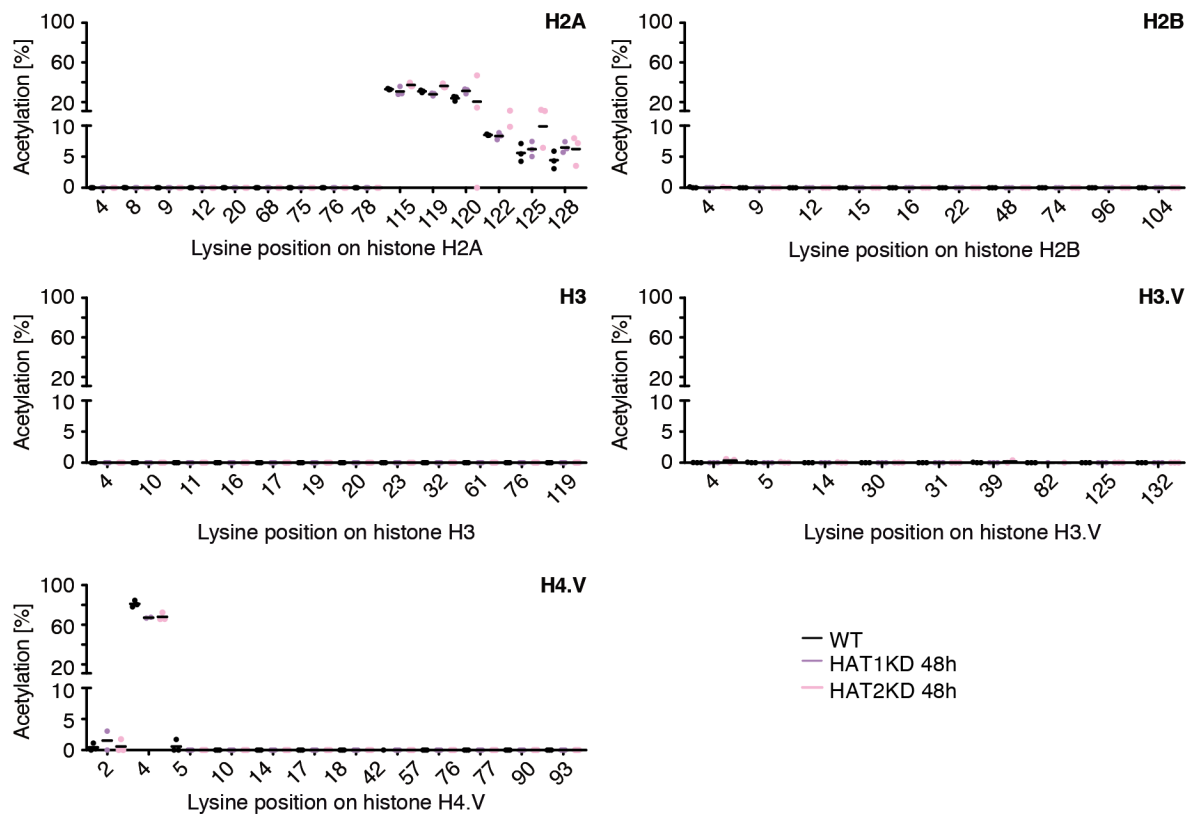 H2A
Acetylation [%]
100
60
20
10
5
0
4 8 9 12 20 68 75 76 78 115 119 120 122 125 128
Lysine position on histone H2A
H2B
Acetylation [%]
100
60
20
10
5
0
4 9 12 15 16 22 48 74 96 104
Lysine position on histone H2B
H3
Acetylation [%]
100
60
20
10
5
0
4 10 11 16 17 19 20 23 32 61 76 119
Lysine position on histone H3
H3.V
Acetylation [%]
100
60
20
10
5
0
4 5 14 30 31 39 82 125 132
Lysine position on histone H3.V
H4.V
Acetylation [%]
100
60
20
10
5
0
2 4 5 10 14 17 18 42 57 76 77 90 93
Lysine position on histone H4.V
WT
HAT1KD 48h
HAT2KD 48h